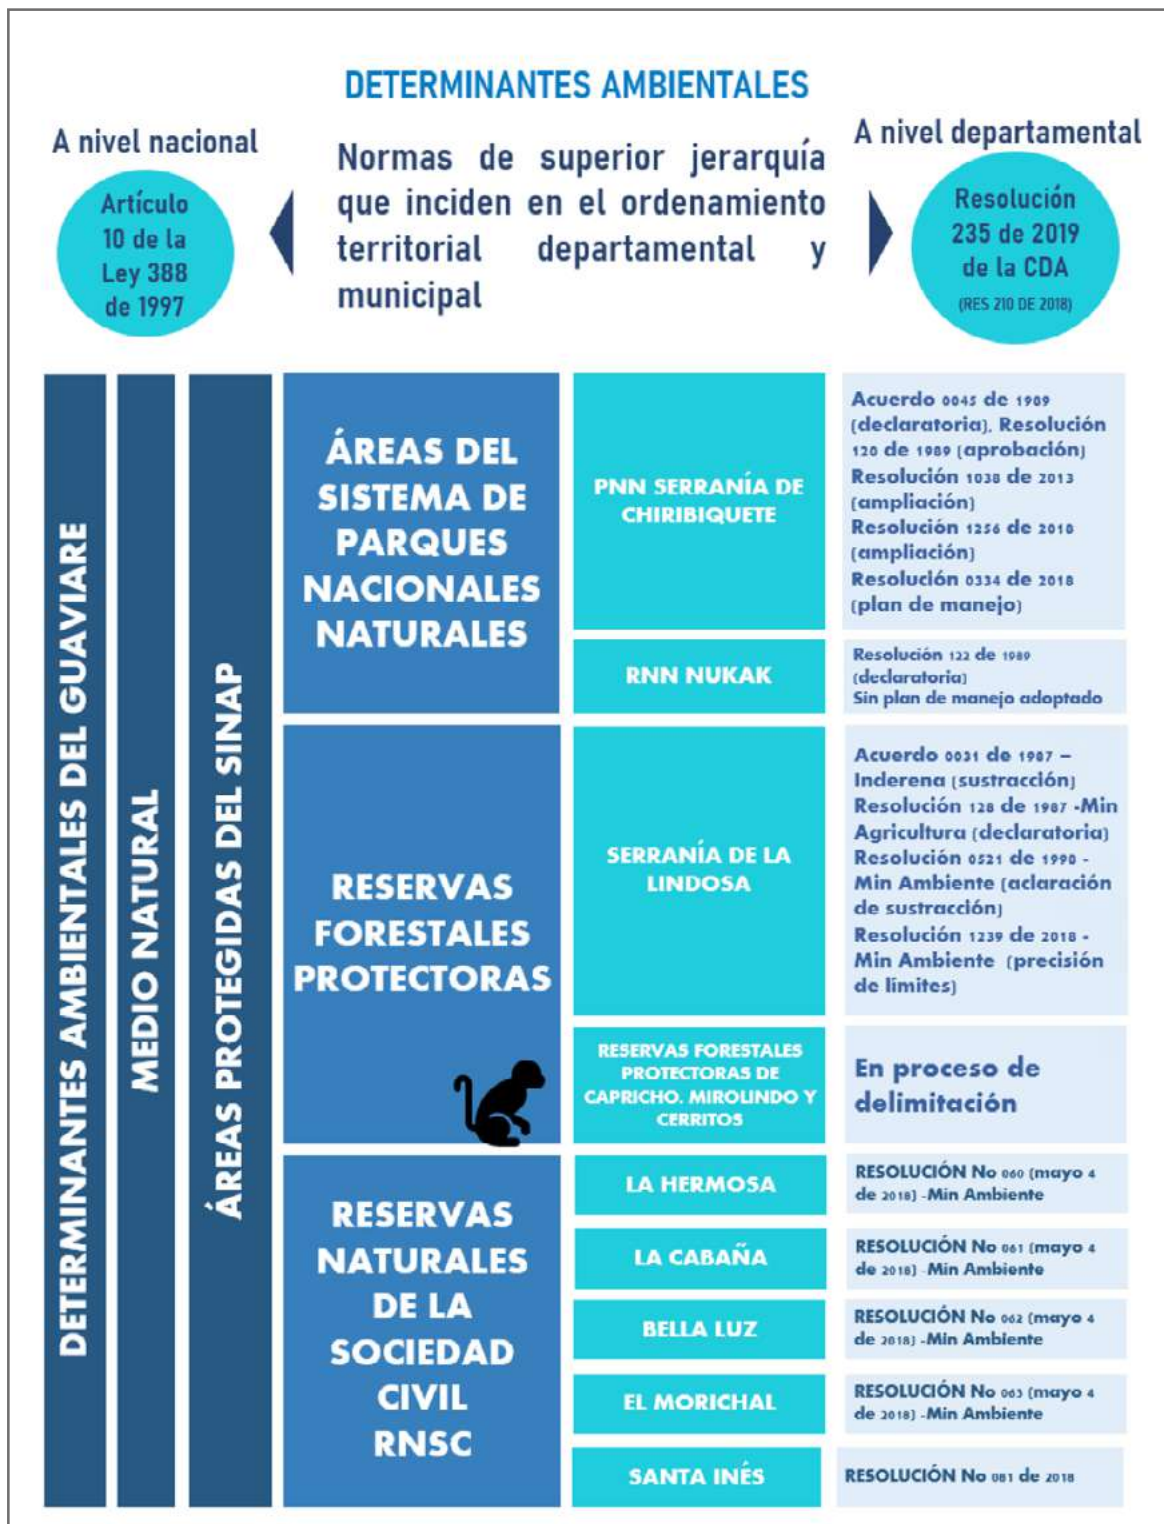 DETERMINANTES AMBIENTALES
A nivel nacional
Artículo
10 de la
Ley 388
de 1997
Normas de superior jerarquía
que inciden en el ordenamiento
territorial departamental y
municipal
A nivel departamental
Resolución
235 de 2019
de la CDA
(RES 210 DE 2018)
DETERMINANTES AMBIENTALES DEL GUAVIARE
MEDIO NATURAL
ÁREAS PROTEGIDAS DEL SINAP
ÁREAS DEL
SISTEMA DE
PARQUES
NACIONALES
NATURALES
PNN SERRANÍA DE
CHIRIBIQUETE
Acuerdo 0045 de 1989
(declaratoria), Resolución
120 de 1989 (aprobación)
Resolución 1038 de 2013
(ampliación)
Resolución 1256 de 2018
(ampliación)
Resolución 0334 de 2018
(plan de manejo)
RNN NUKAK
Resolución 122 de 1989
(declaratoria)
Sin plan de manejo adoptado
RESERVAS
FORESTALES
PROTECTORAS
SERRANÍA DE LA
LINDOSA
Acuerdo 0031 de 1987 –
Inderena (sustracción)
Resolución 128 de 1987 -Min
Agricultura (declaratoria)
Resolución 0521 de 1998 -
Min Ambiente (aclaración
de sustracción)
Resolución 1239 de 2018 -
Min Ambiente (precisión
de límites)
RESERVAS FORESTALES
PROTECTORAS DE
CAPRICHO. MIROLINDO Y
CERRITOS
En proceso de
delimitación
RESERVAS
NATURALES
DE LA
SOCIEDAD
CIVIL
RNSC
LA HERMOSA
RESOLUCIÓN No 060 (mayo 4
de 2018) -Min Ambiente
LA CABAÑA
RESOLUCIÓN No 061 (mayo 4
de 2018) -Min Ambiente
BELLA LUZ
RESOLUCIÓN No 062 (mayo 4
de 2018) -Min Ambiente
EL MORICHAL
RESOLUCIÓN No 063 (mayo 4
de 2018) -Min Ambiente
SANTA INÉS
RESOLUCIÓN No 081 de 2018